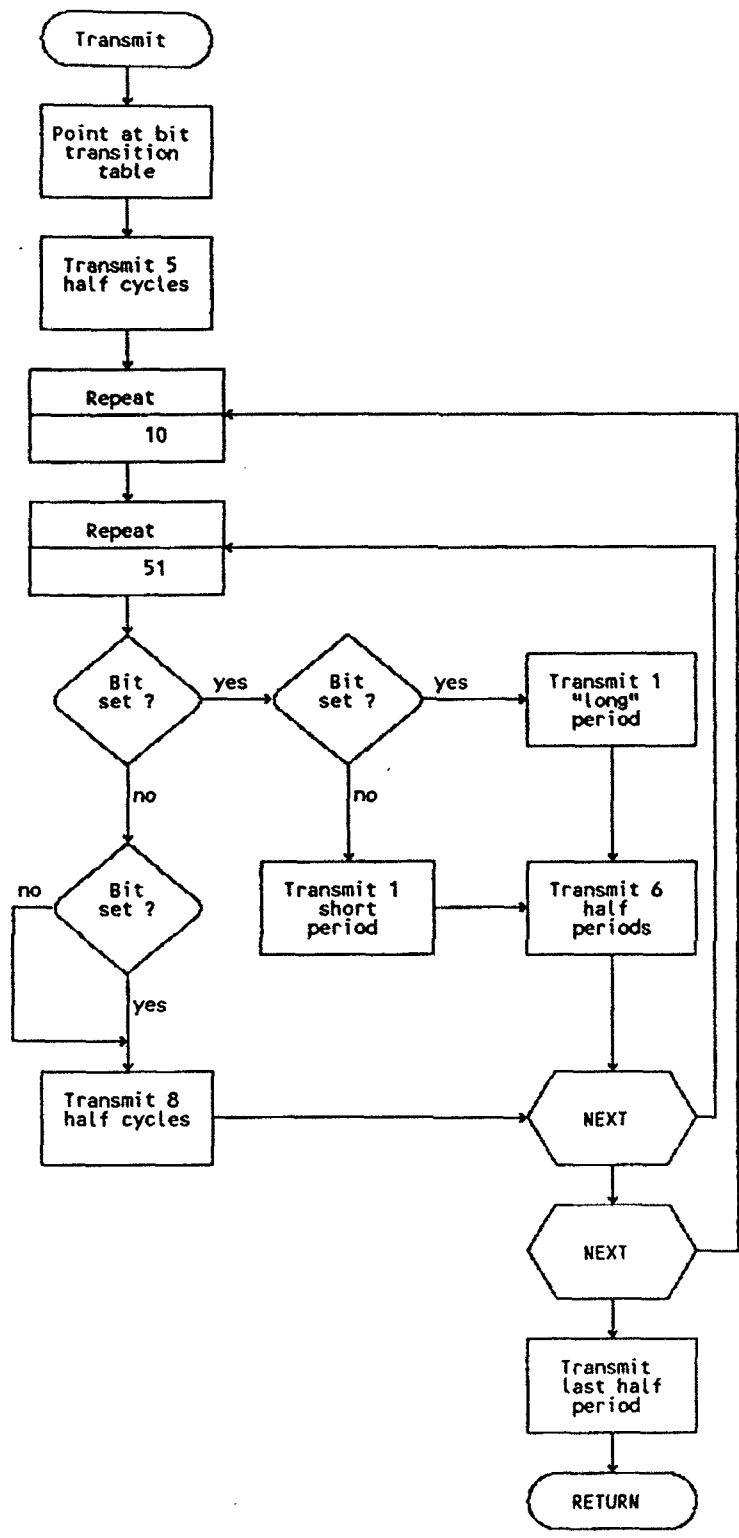 Transmit
Point at bit
transition
table
Transmit 5
half cycles
Repeat
10
Repeat
51
Bit
set ?
yes
Bit
set ?
yes
Transmit 1
"long"
period
no
no
no
Bit
set ?
Transmit 1
short
period
Transmit 6
half
periods
yes
Transmit 8
half cycles
NEXT
NEXT
Transmit
last half
period
RETURN